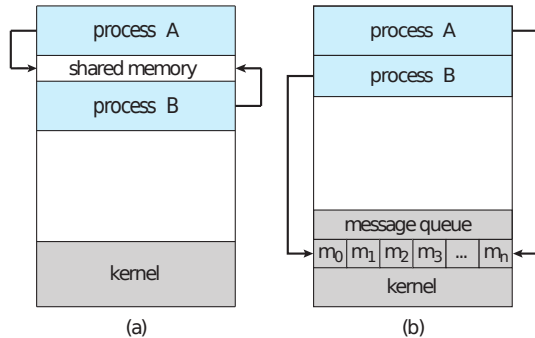 process A
shared memory
process B
kernel
(a)
process A
process B
message queue
m0 m1 m2 m3 ... mn
kernel
(b)